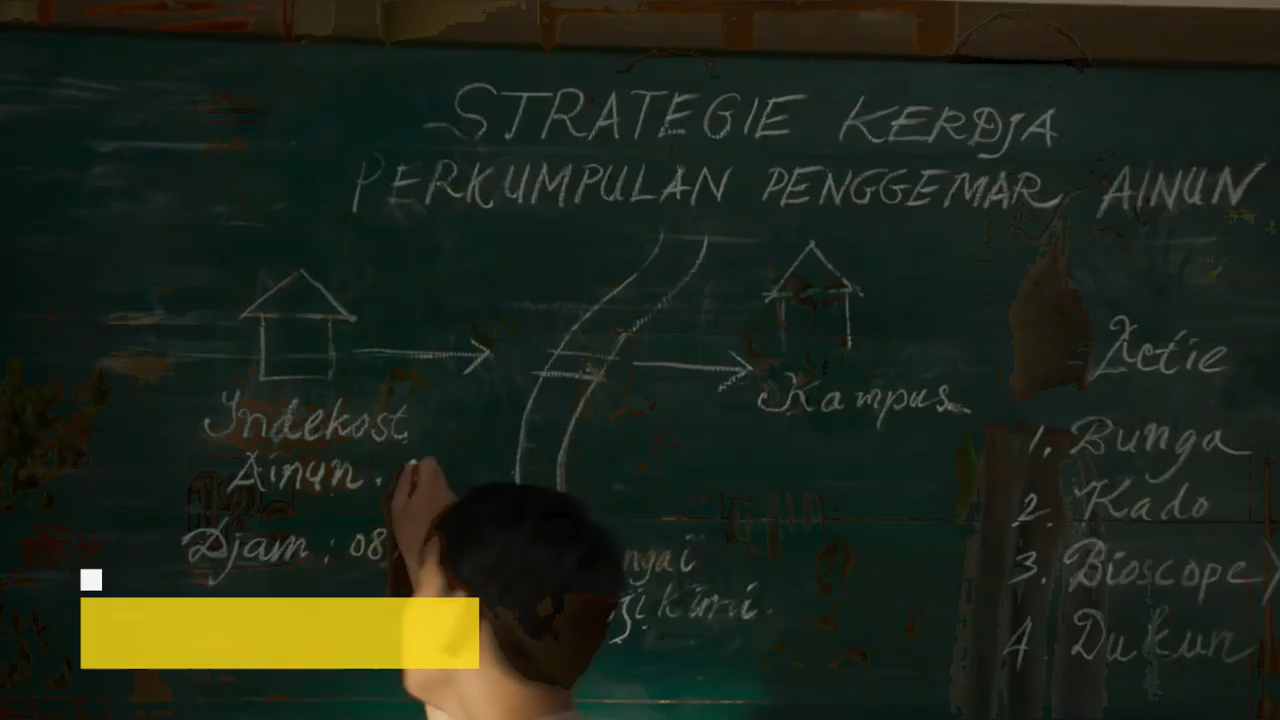 STRATEGIE KERDJA
PERKUMPULAN PENGGEMAR AINUN
Indekost
Ainun.
Djam : 08
Kampus
ngai
Actie
1. Bunga
2. Kado
3. Bioscope
4 Dukun